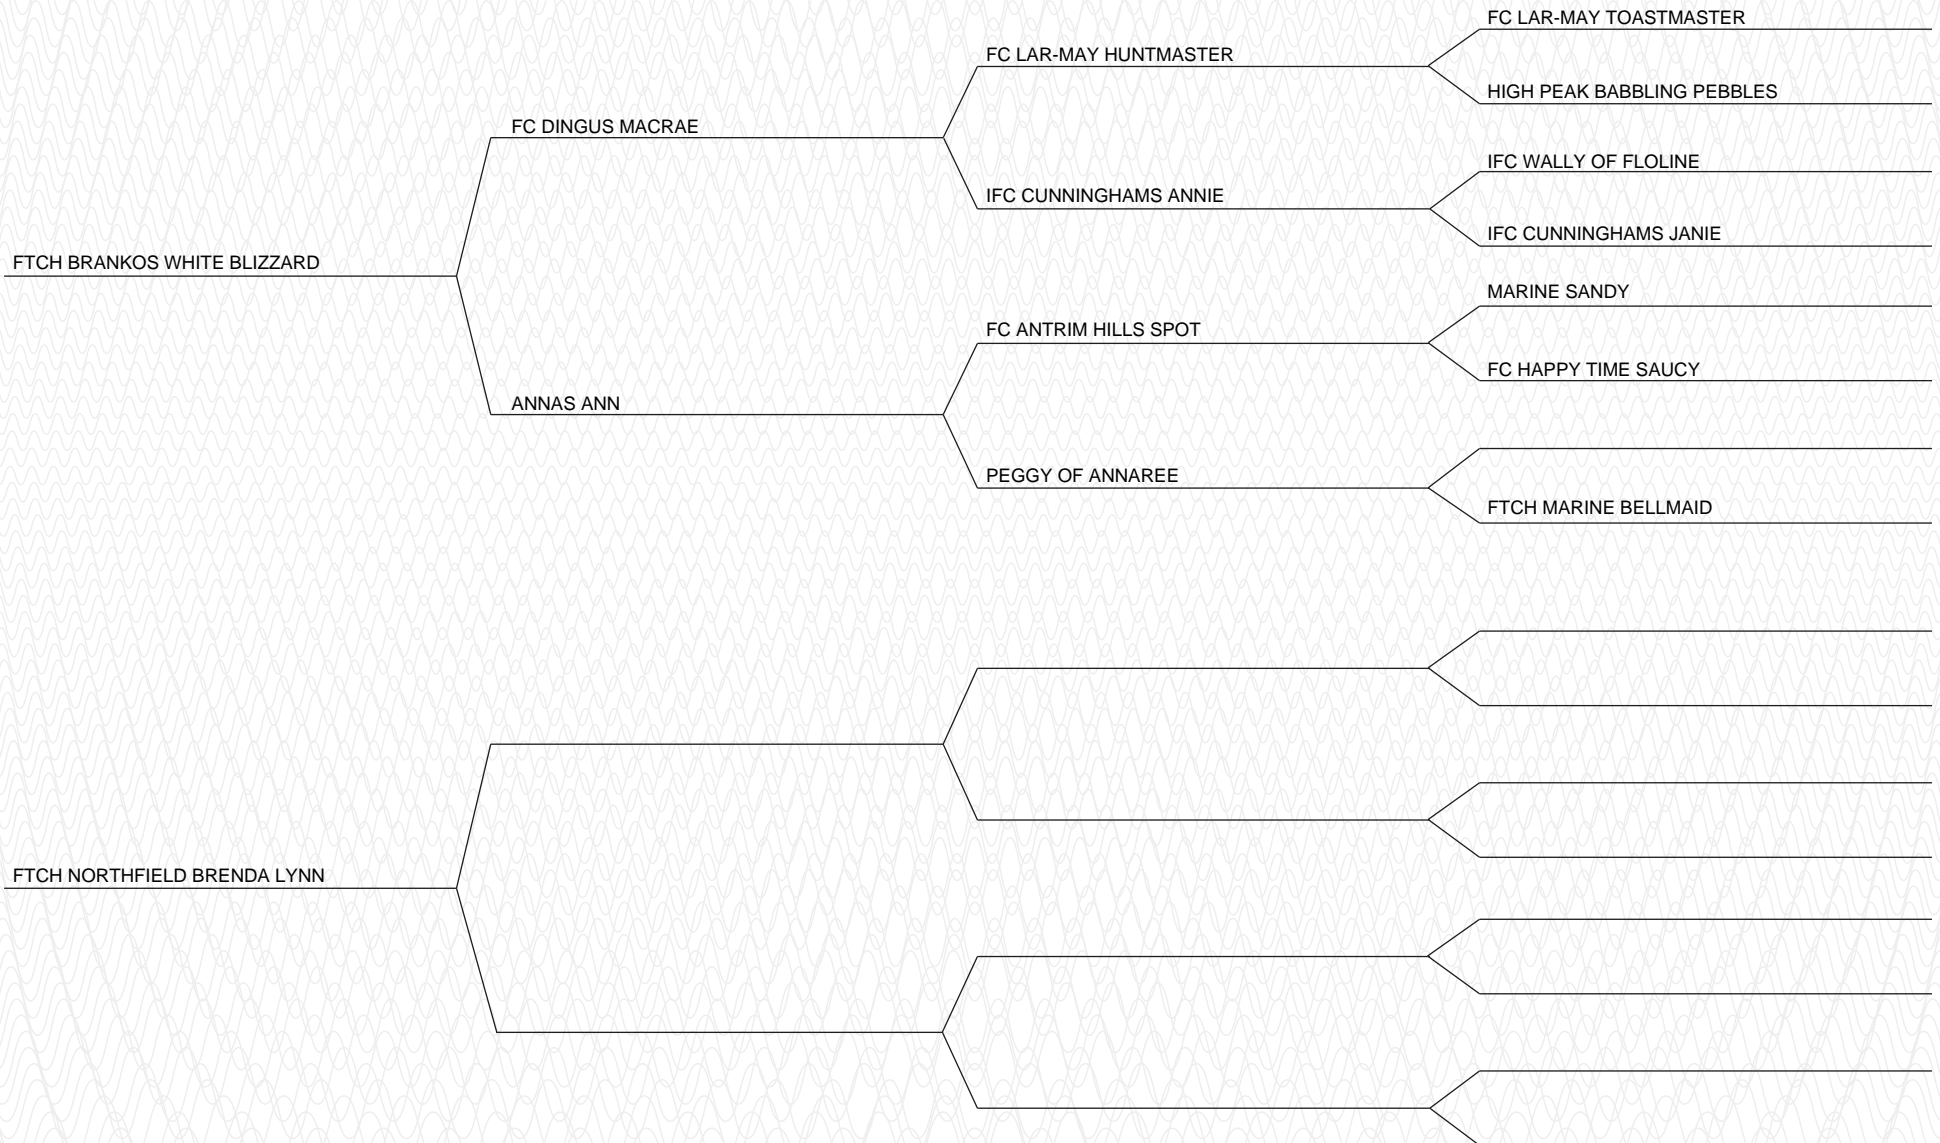 FC LAR-MAY TOASTMASTER
FC LAR-MAY HUNTMASTER
HIGH PEAK BABBLING PEBBLES
FC DINGUS MACRAE
IFC WALLY OF FLOLINE
IFC CUNNINGHAMS ANNIE
IFC CUNNINGHAMS JANIE
FTCH BRANKOS WHITE BLIZZARD
MARINE SANDY
FC ANTRIM HILLS SPOT
FC HAPPY TIME SAUCY
ANNAS ANN
PEGGY OF ANNAREE
FTCH MARINE BELLMAID
FTCH NORTHFIELD BRENDA LYNN